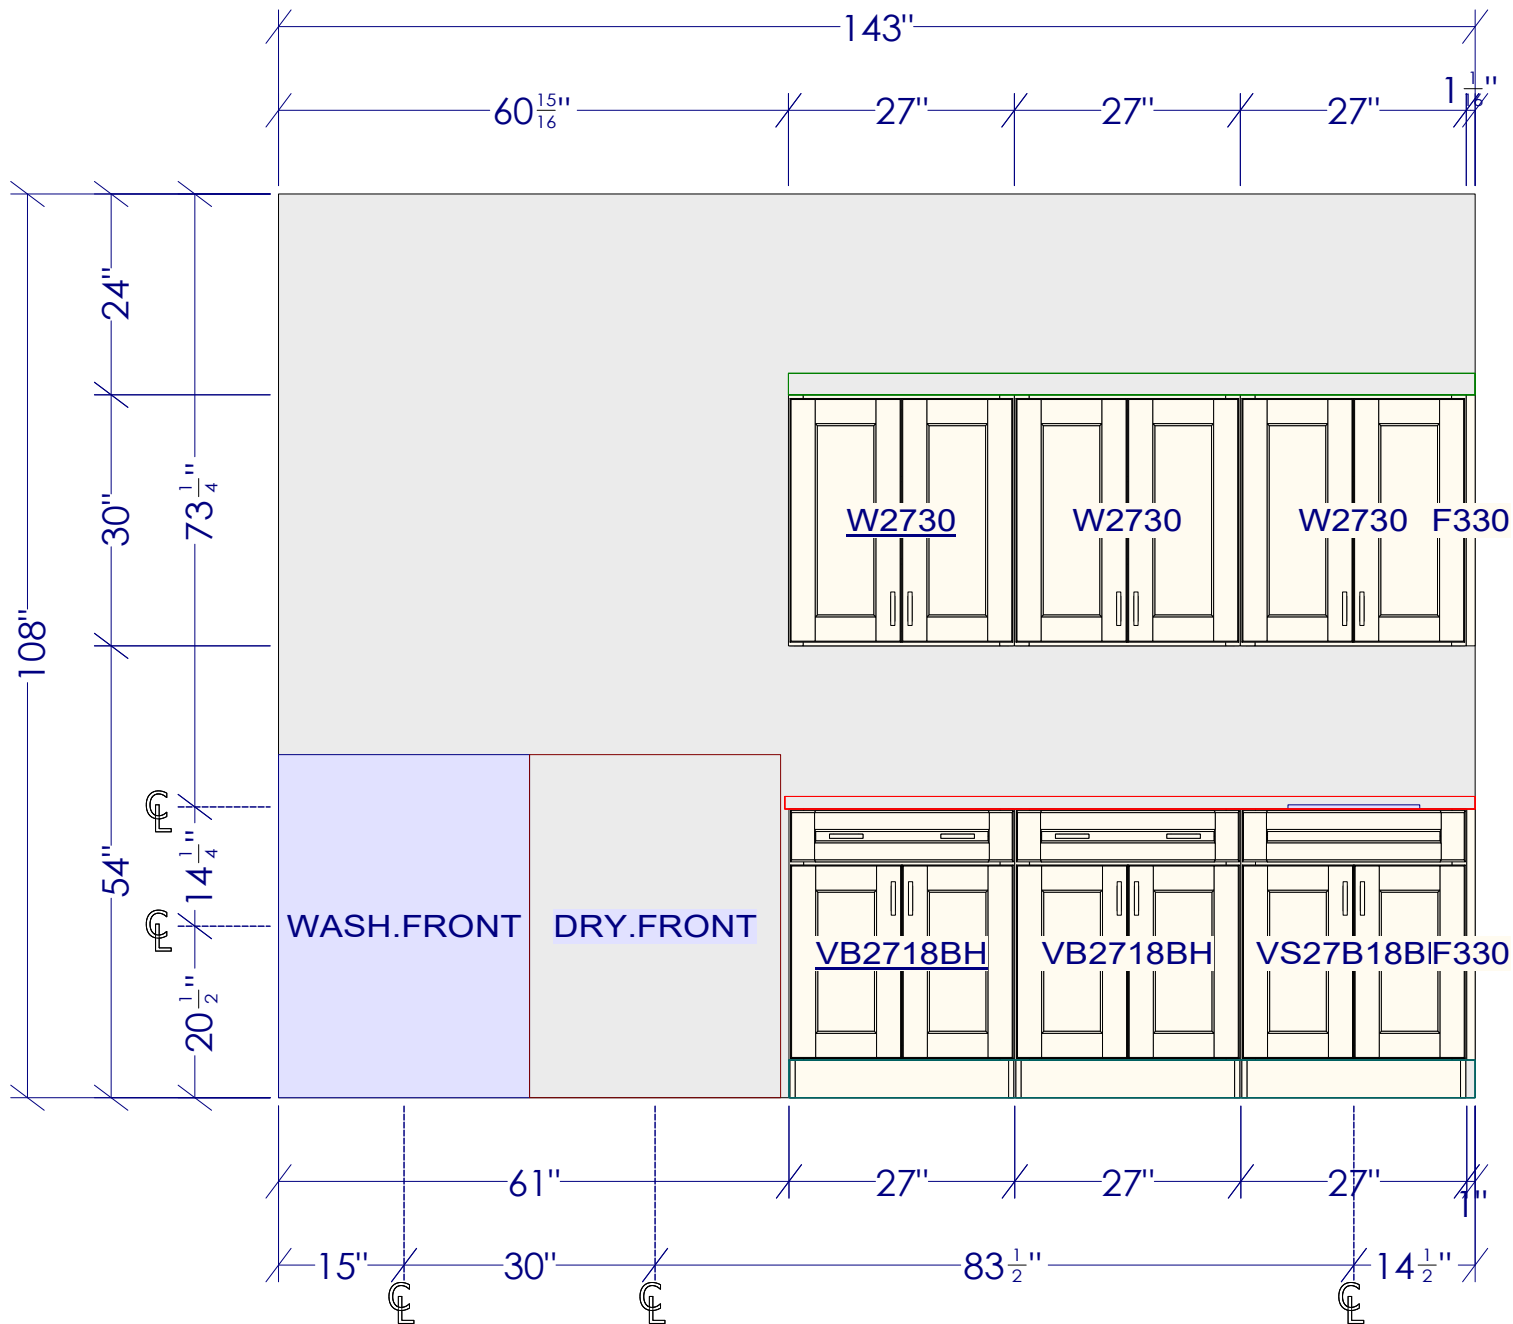 143"
60 15/16" 27" 27" 27" 1 1/16"
24"
30"
54"
108"
73 1/4"
14 1/4"
20 1/2"
W2730 W2730 W2730 F330
WASH.FRONT DRY.FRONT
VB2718BH VB2718BH VS27B18BH F330
61" 27" 27" 27" 1"
15" 30" 83 1/2" 14 1/2"
℄
℄
℄ ℄ ℄